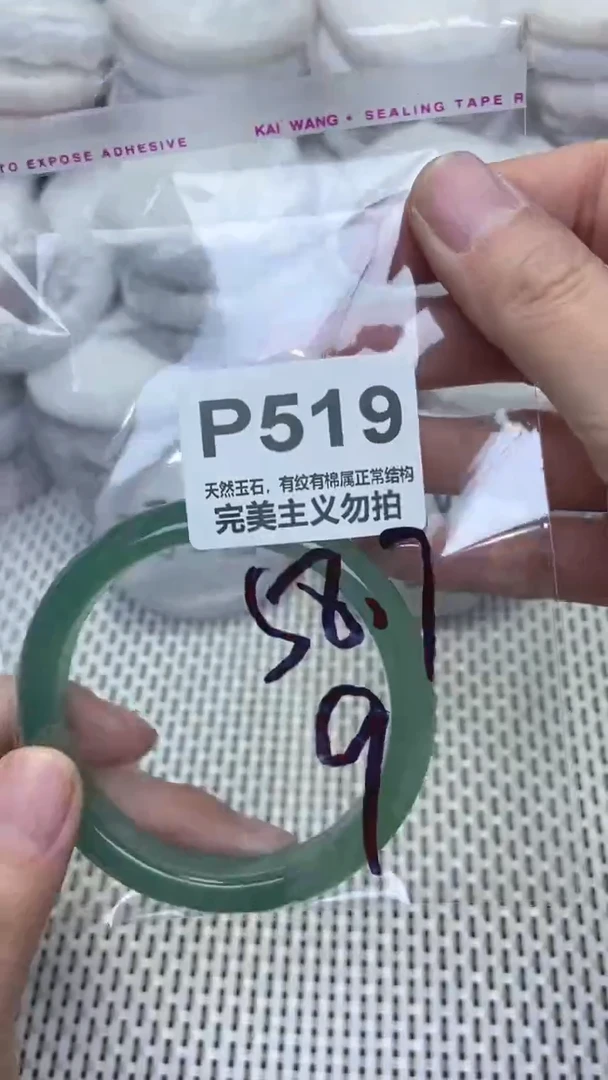 TO EXPOSE ADHESIVE KAI WANG • SEALING TAPE R
P519
天然玉石，有纹有棉属正常结构
完美主义勿拍
58.7
9